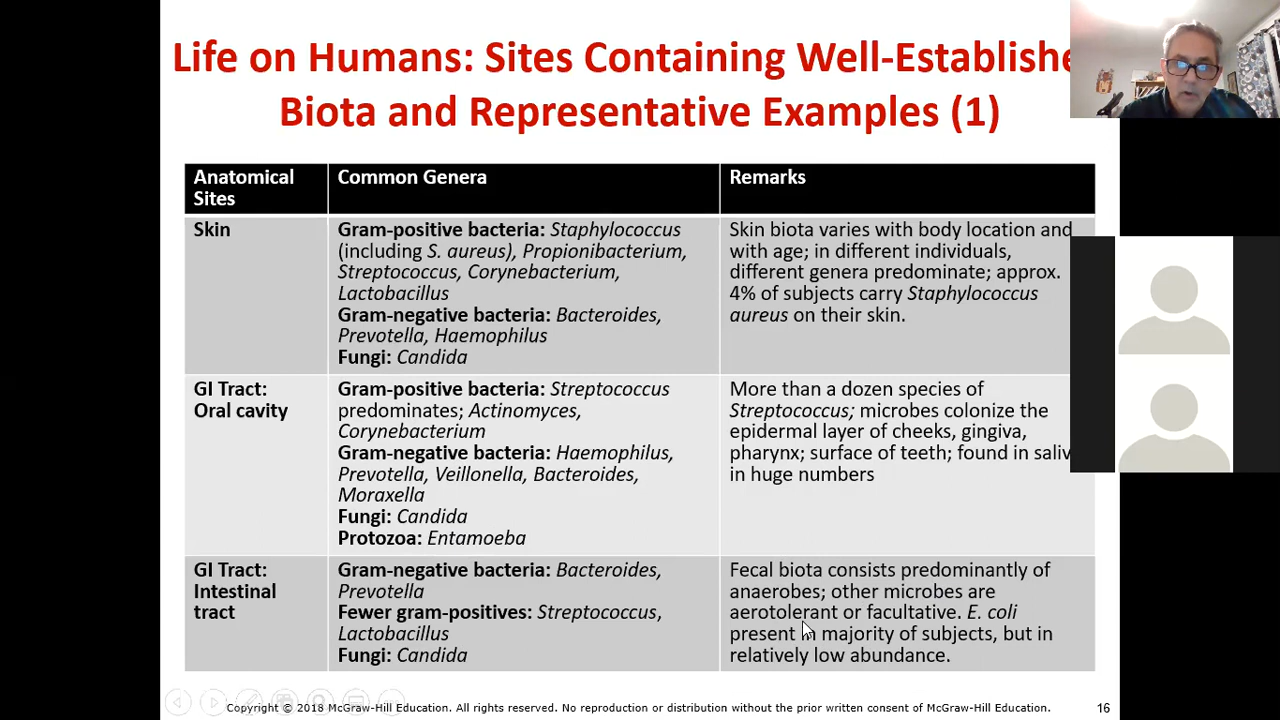 Life on Humans: Sites Containing Well-Establishe
Biota and Representative Examples (1)
Anatomical
Sites
Common Genera
Remarks
Skin
Gram-positive bacteria: Staphylococcus
(including S. aureus), Propionibacterium,
Streptococcus, Corynebacterium,
Lactobacillus
Gram-negative bacteria: Bacteroides,
Prevotella, Haemophilus
Fungi: Candida
Skin biota varies with body location and
with age; in different individuals,
different genera predominate; approx.
4% of subjects carry Staphylococcus
aureus on their skin.
GI Tract:
Oral cavity
Gram-positive bacteria: Streptococcus
predominates; Actinomyces,
Corynebacterium
Gram-negative bacteria: Haemophilus,
Prevotella, Veillonella, Bacteroides,
Moraxella
Fungi: Candida
Protozoa: Entamoeba
More than a dozen species of
Streptococcus; microbes colonize the
epidermal layer of cheeks, gingiva,
pharynx; surface of teeth; found in saliv
in huge numbers
GI Tract:
Intestinal
tract
Gram-negative bacteria: Bacteroides,
Prevotella
Fewer gram-positives: Streptococcus,
Lactobacillus
Fungi: Candida
Fecal biota consists predominantly of
anaerobes; other microbes are
aerotolerant or facultative. E. coli
present in majority of subjects, but in
relatively low abundance.
Copyright © 2018 McGraw-Hill Education. All rights reserved. No reproduction or distribution without the prior written consent of McGraw-Hill Education.
16